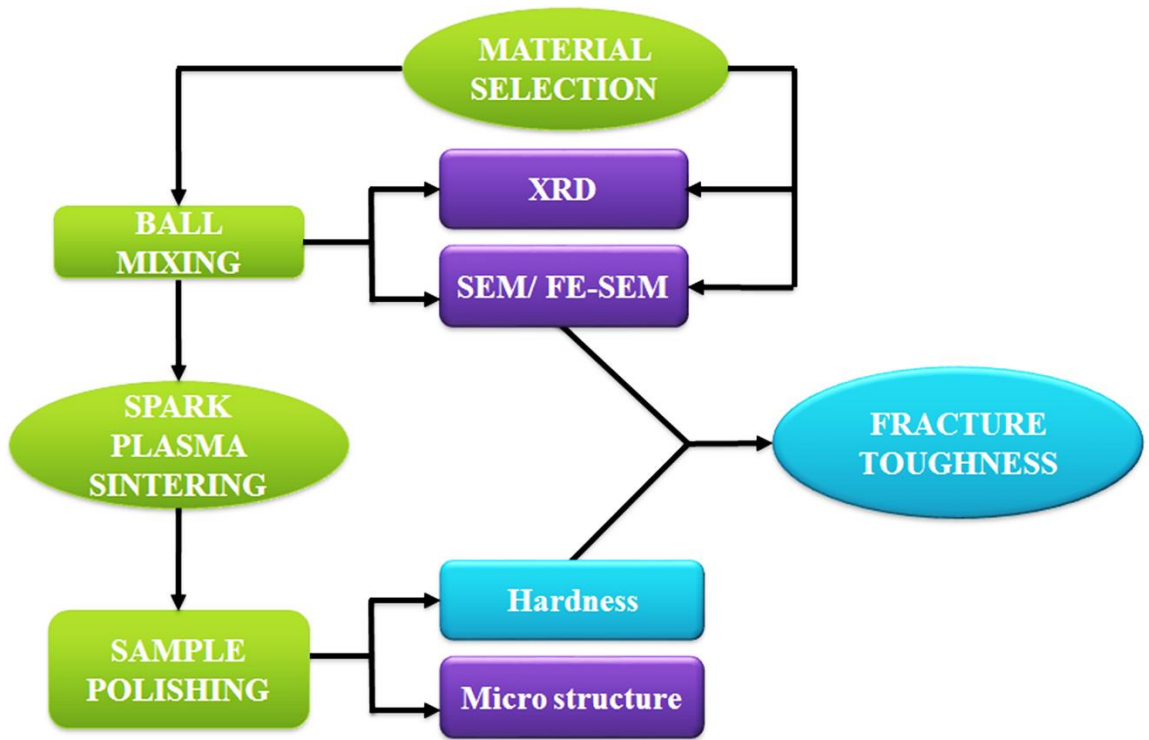 MATERIAL
SELECTION
XRD
BALL
MIXING
SEM/ FE-SEM
SPARK
PLASMA
SINTERING
FRACTURE
TOUGHNESS
Hardness
SAMPLE
POLISHING
Micro structure